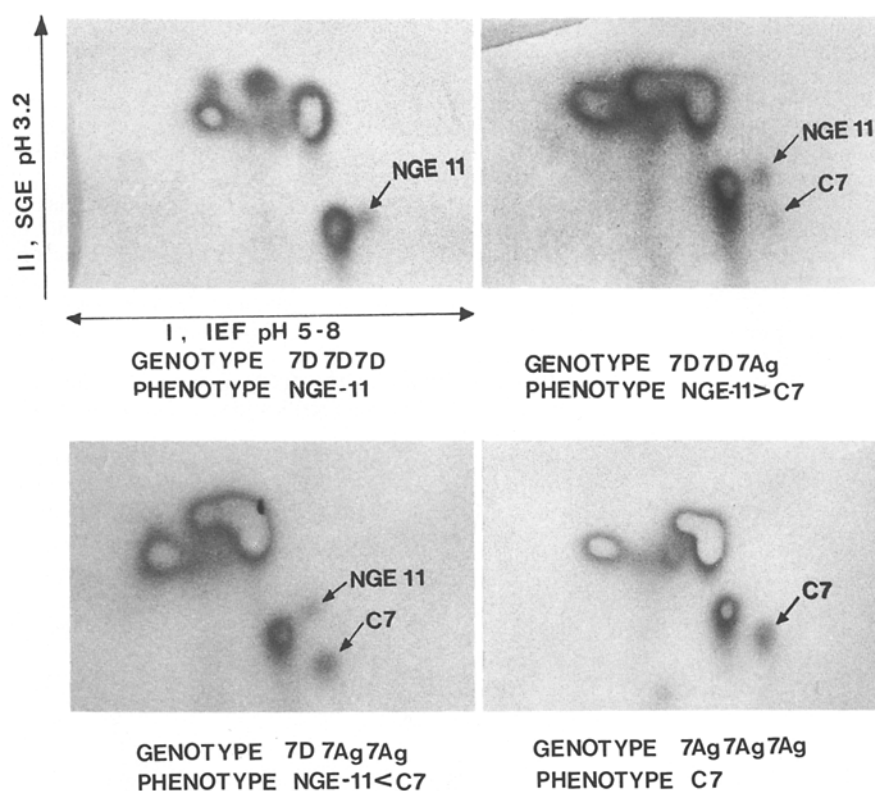 II, SGE pH 3.2
NGE 11
NGE 11
C7
I, IEF pH 5-8
GENOTYPE 7D 7D 7D
PHENOTYPE NGE-11
GENOTYPE 7D 7D 7Ag
PHENOTYPE NGE-11>C7
NGE 11
C7
C7
GENOTYPE 7D 7Ag 7Ag
PHENOTYPE NGE-11<C7
GENOTYPE 7Ag 7Ag 7Ag
PHENOTYPE C7